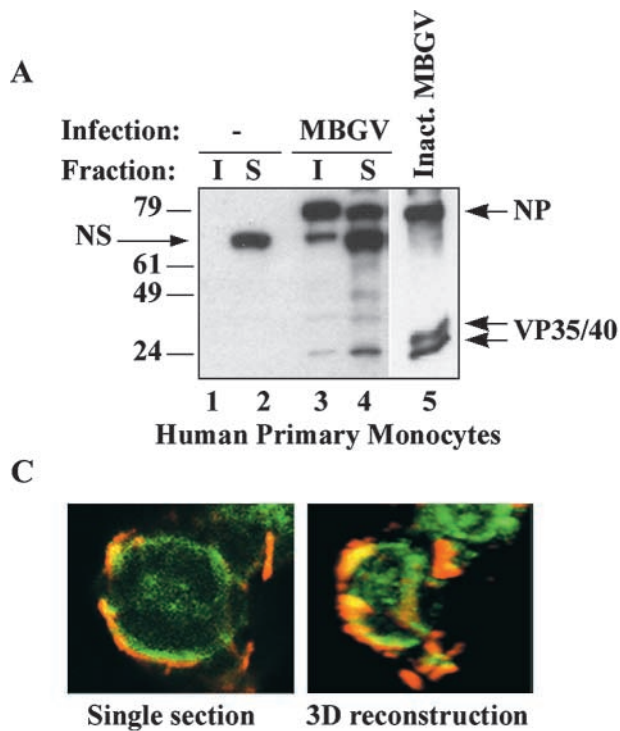 A
Infection: - MBGV Inact. MBGV
Fraction: I S I S
79 NP
NS
61
49
VP35/40
24
1 2 3 4 5
Human Primary Monocytes
C
Single section 3D reconstruction